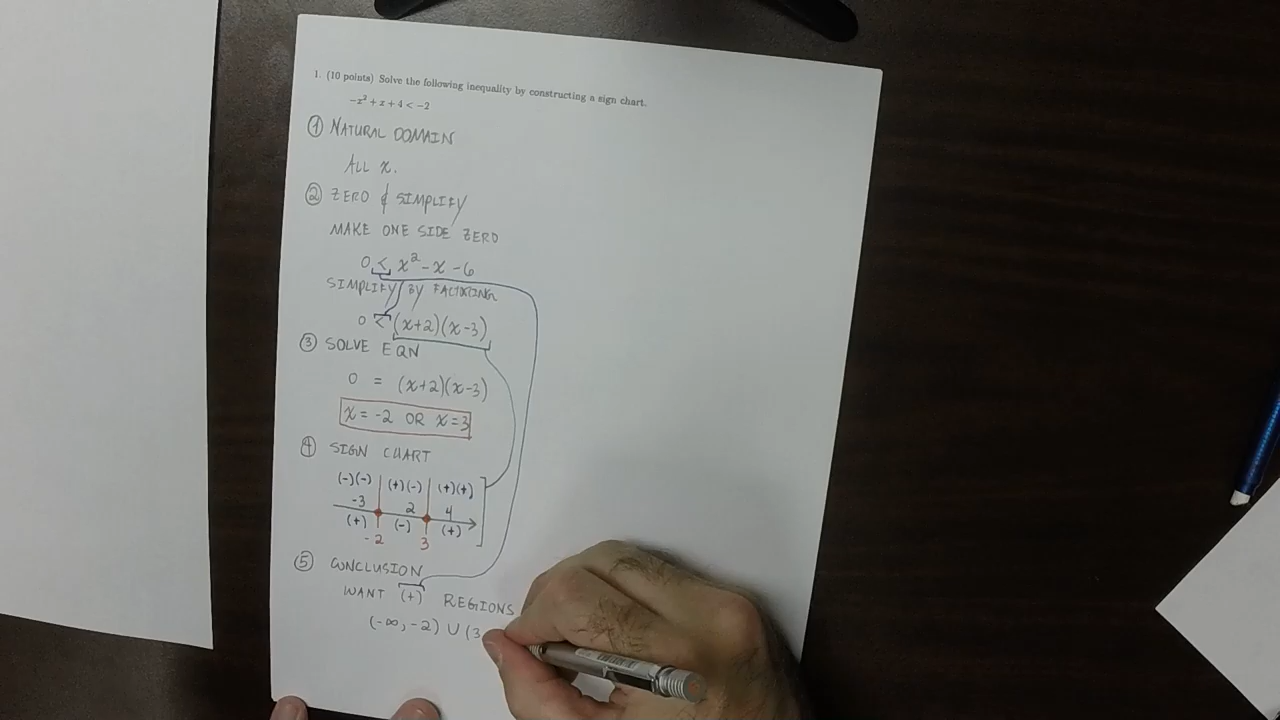 1. (10 points) Solve the following inequality by constructing a sign chart.
-x² + x + 4 < -2
① NATURAL DOMAIN
ALL x.
② ZERO & SIMPLIFY
MAKE ONE SIDE ZERO
0 < x² - x - 6
SIMPLIFY BY FACTORING
0 < (x+2)(x-3)
③ SOLVE EQN
0 = (x+2)(x-3)
x = -2 OR x = 3
④ SIGN CHART
(-)(-) (+)(-) (+)(+)
-3 2 4
(+) (-) (+)
-2 3
⑤ CONCLUSION
WANT (+) REGIONS
(-∞, -2) ∪ (3